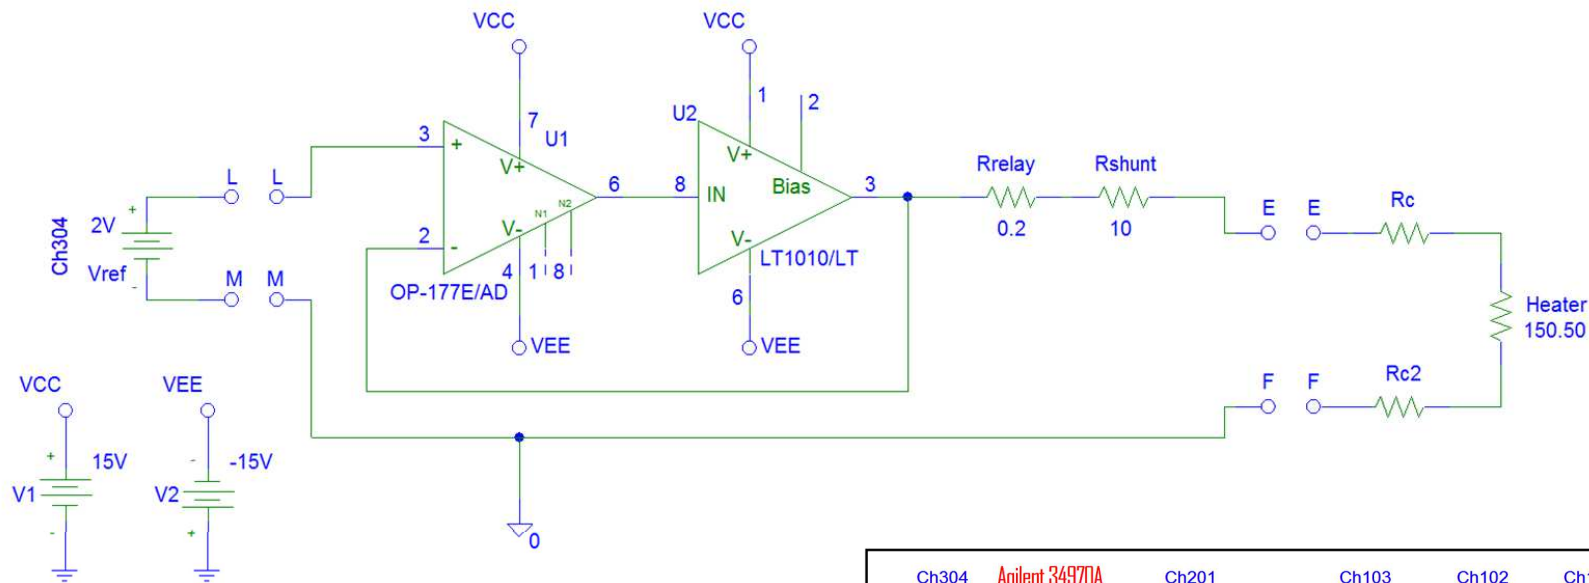 VCC
VCC
7
U1
3
+
V+
6
N1
N2
V-
2
-
4
1
8
OP-177E/AD
VEE
U2
1
2
V+
8
IN
Bias
3
V-
LT1010/LT
6
VEE
L
L
+
2V
Ch304
Vref
-
M
M
Rrelay
0.2
Rshunt
10
E
E
Rc
Heater
150.50
F
F
Rc2
VCC
+
15V
V1
-
VEE
-
-15V
V2
+
0
Ch304
Agilent 34970A
Ch201
Ch103
Ch102